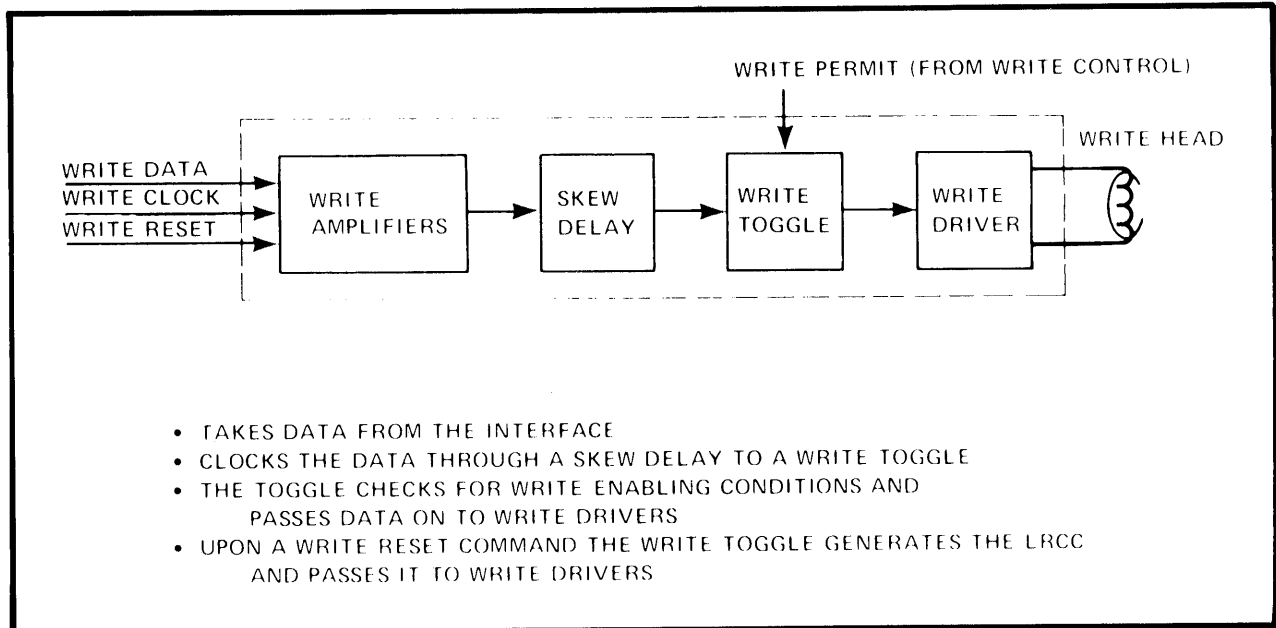 WRITE PERMIT (FROM WRITE CONTROL)
WRITE HEAD
WRITE DATA
WRITE CLOCK
WRITE RESET
WRITE
AMPLIFIERS
SKEW
DELAY
WRITE
TOGGLE
WRITE
DRIVER
• TAKES DATA FROM THE INTERFACE
• CLOCKS THE DATA THROUGH A SKEW DELAY TO A WRITE TOGGLE
• THE TOGGLE CHECKS FOR WRITE ENABLING CONDITIONS AND
PASSES DATA ON TO WRITE DRIVERS
• UPON A WRITE RESET COMMAND THE WRITE TOGGLE GENERATES THE LRCC
AND PASSES IT TO WRITE DRIVERS